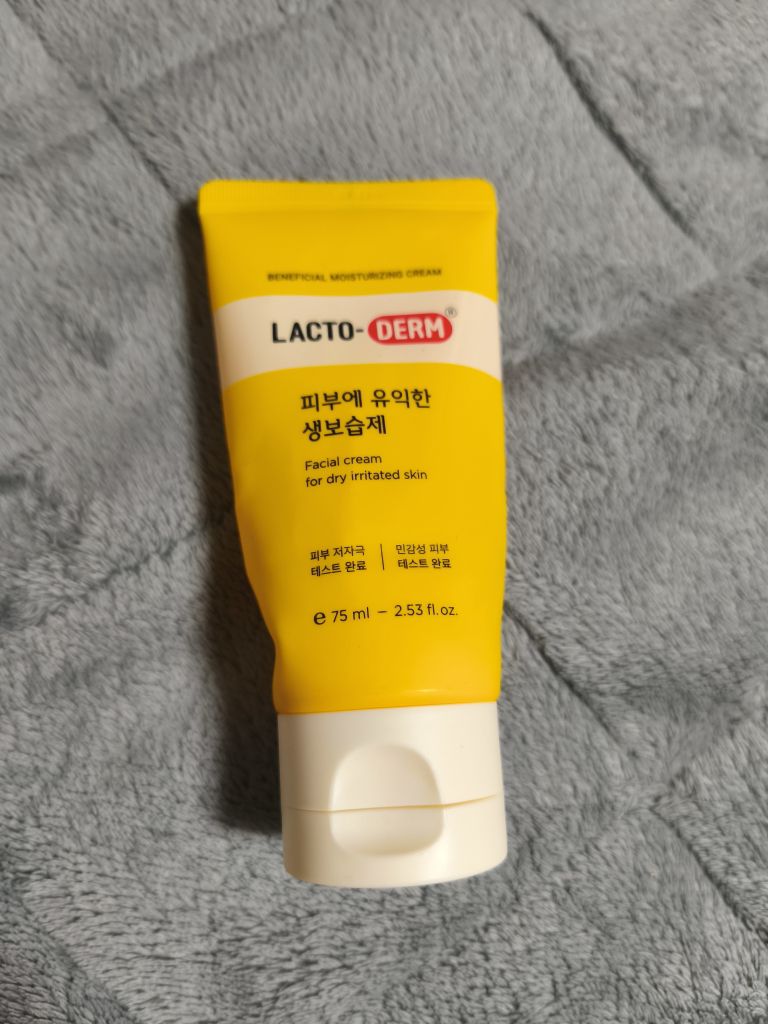 BENEFICIAL MOISTURIZING CREAM
LACTO-DERM®
피부에 유익한
생보습제
Facial cream
for dry irritated skin
피부 저자극 | 민감성 피부
테스트 완료 | 테스트 완료
e 75 ml – 2.53 fl.oz.